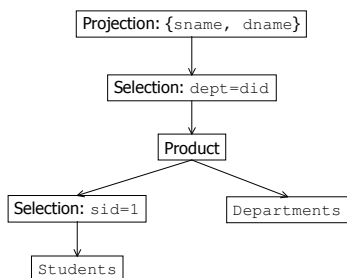 Projection: {sname, dname}
Selection: dept=did
Product
Selection: sid=1
Departments
Students